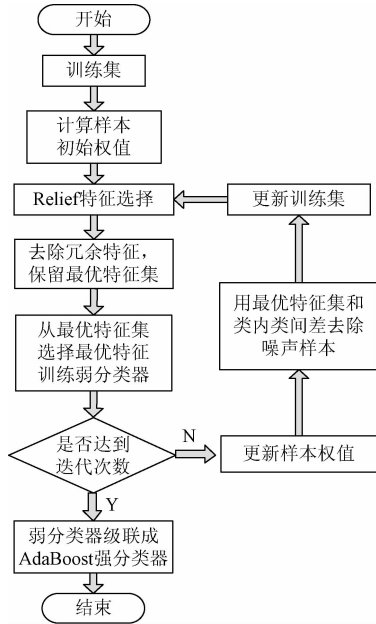 开始
训练集
计算样本
初始权值
Relief特征选择
更新训练集
去除冗余特征，
保留最优特征集
用最优特征集和
类内类间差去除
噪声样本
从最优特征集
选择最优特征
训练弱分类器
是否达到
迭代次数
N
更新样本权值
Y
弱分类器级联成
AdaBoost强分类器
结束